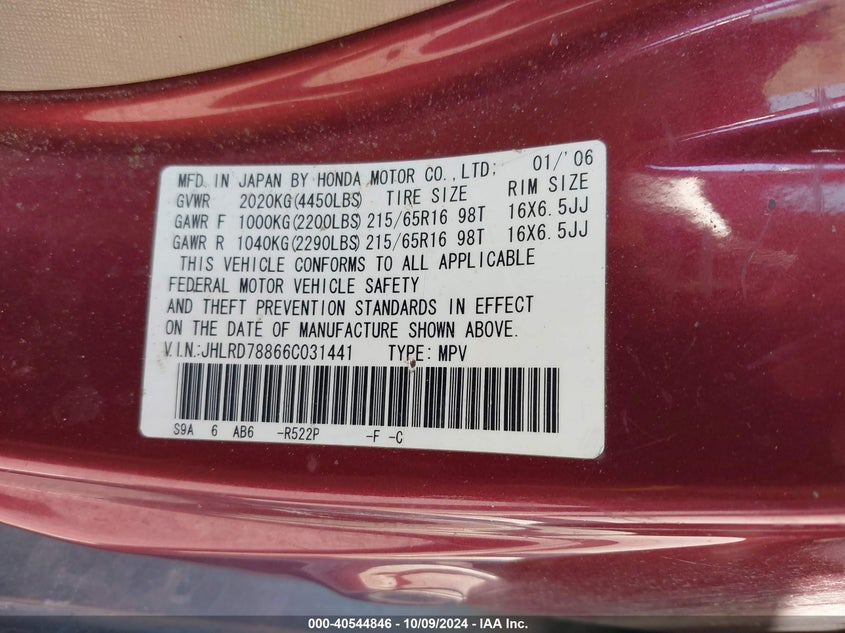 MFD. IN JAPAN BY HONDA MOTOR CO.,LTD; 01/'06
GVWR 2020KG(4450LBS) TIRE SIZE RIM SIZE
GAWR F 1000KG(2200LBS) 215/65R16 98T 16X6.5JJ
GAWR R 1040KG(2290LBS) 215/65R16 98T 16X6.5JJ
THIS VEHICLE CONFORMS TO ALL APPLICABLE
FEDERAL MOTOR VEHICLE SAFETY
AND THEFT PREVENTION STANDARDS IN EFFECT
ON THE DATE OF MANUFACTURE SHOWN ABOVE.
V.I.N.:JHLRD78866C031441 TYPE: MPV
S9A 6 AB6 -R522P -F -C
000-40544846 - 10/09/2024 - IAA Inc.